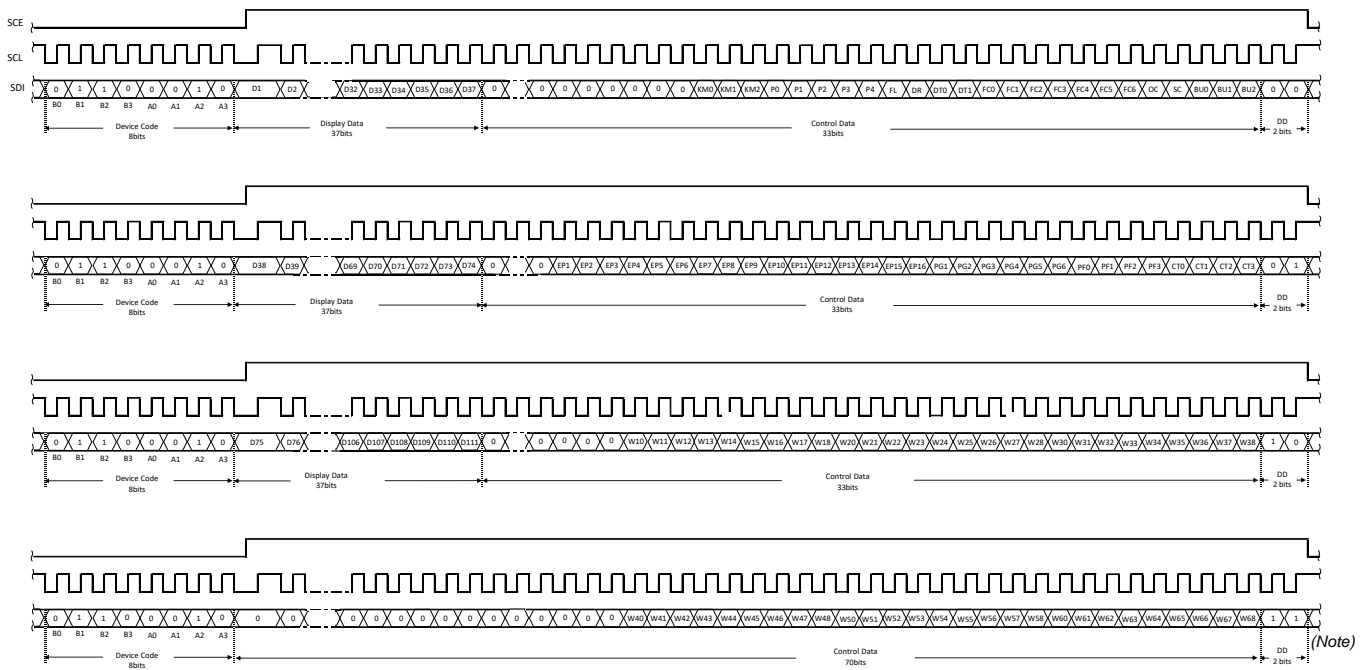 SCE
SCL
SDI 0 1 1 0 0 0 1 0 D1 D2 D32 D33 D34 D35 D36 D37 0 0 0 0 0 0 0 0 KM0 KM1 KM2 P0 P1 P2 P3 P4 FL DR DT0 DT1 FC0 FC1 FC2 FC3 FC4 FC5 FC6 OC SC BU0 BU1 BU2 0 0
B0 B1 B2 B3 A0 A1 A2 A3
Device Code Display Data Control Data DD
8bits 37bits 33bits 2 bits
0 1 1 0 0 0 1 0 D38 D39 D69 D70 D71 D72 D73 D74 0 0 EP1 EP2 EP3 EP4 EP5 EP6 EP7 EP8 EP9 EP10 EP11 EP12 EP13 EP14 EP15 EP16 PG1 PG2 PG3 PG4 PG5 PG6 PF0 PF1 PF2 PF3 CT0 CT1 CT2 CT3 0 1
B0 B1 B2 B3 A0 A1 A2 A3
Device Code Display Data Control Data DD
8bits 37bits 33bits 2 bits
0 1 1 0 0 0 1 0 D75 D76 D106 D107 D108 D109 D110 D111 0 0 0 0 0 W10 W11 W12 W13 W14 W15 W16 W17 W18 W20 W21 W22 W23 W24 W25 W26 W27 W28 W30 W31 W32 W33 W34 W35 W36 W37 W38 1 0
B0 B1 B2 B3 A0 A1 A2 A3
Device Code Display Data Control Data DD
8bits 37bits 33bits 2 bits
0 1 1 0 0 0 1 0 0 0 0 0 0 0 0 0 0 0 0 0 0 0 W40 W41 W42 W43 W44 W45 W46 W47 W48 W50 W51 W52 W53 W54 W55 W56 W57 W58 W60 W61 W62 W63 W64 W65 W66 W67 W68 1 1
B0 B1 B2 B3 A0 A1 A2 A3
(Note)
Device Code Control Data DD
8bits 70bits 2 bits